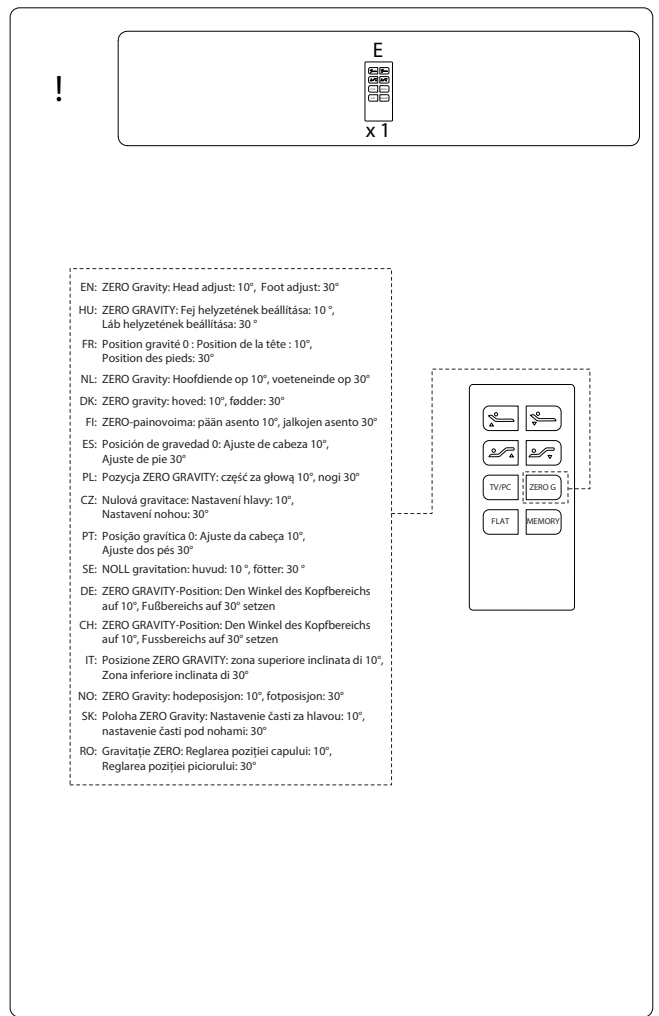 !
E
x 1
EN: ZERO Gravity: Head adjust: 10°, Foot adjust: 30°
HU: ZERO GRAVITY: Fej helyzetének beállítása: 10 °,
Láb helyzetének beállítása: 30 °
FR: Position gravité 0 : Position de la tête : 10°,
Position des pieds: 30°
NL: ZERO Gravity: Hoofdiende op 10°, voeteneinde op 30°
DK: ZERO gravity: hoved: 10°, fødder: 30°
FI: ZERO-painovoima: pään asento 10°, jalkojen asento 30°
ES: Posición de gravedad 0: Ajuste de cabeza 10°,
Ajuste de pie 30°
PL: Pozycja ZERO GRAVITY: część za głową 10°, nogi 30°
CZ: Nulová gravitace: Nastavení hlavy: 10°,
Nastavení nohou: 30°
PT: Posição gravítica 0: Ajuste da cabeça 10°,
Ajuste dos pés 30°
SE: NOLL gravitation: huvud: 10 °, fötter: 30 °
DE: ZERO GRAVITY-Position: Den Winkel des Kopfbereichs
auf 10°, Fußbereichs auf 30° setzen
CH: ZERO GRAVITY-Position: Den Winkel des Kopfbereichs
auf 10°, Fussbereichs auf 30° setzen
IT: Posizione ZERO GRAVITY: zona superiore inclinata di 10°,
Zona inferiore inclinata di 30°
NO: ZERO Gravity: hodeposisjon: 10°, fotposisjon: 30°
SK: Poloha ZERO Gravity: Nastavenie časti za hlavou: 10°,
nastavenie časti pod nohami: 30°
RO: Gravitație ZERO: Reglarea poziției capului: 10°,
Reglarea poziției piciorului: 30°
TV/PC ZERO G
FLAT MEMORY